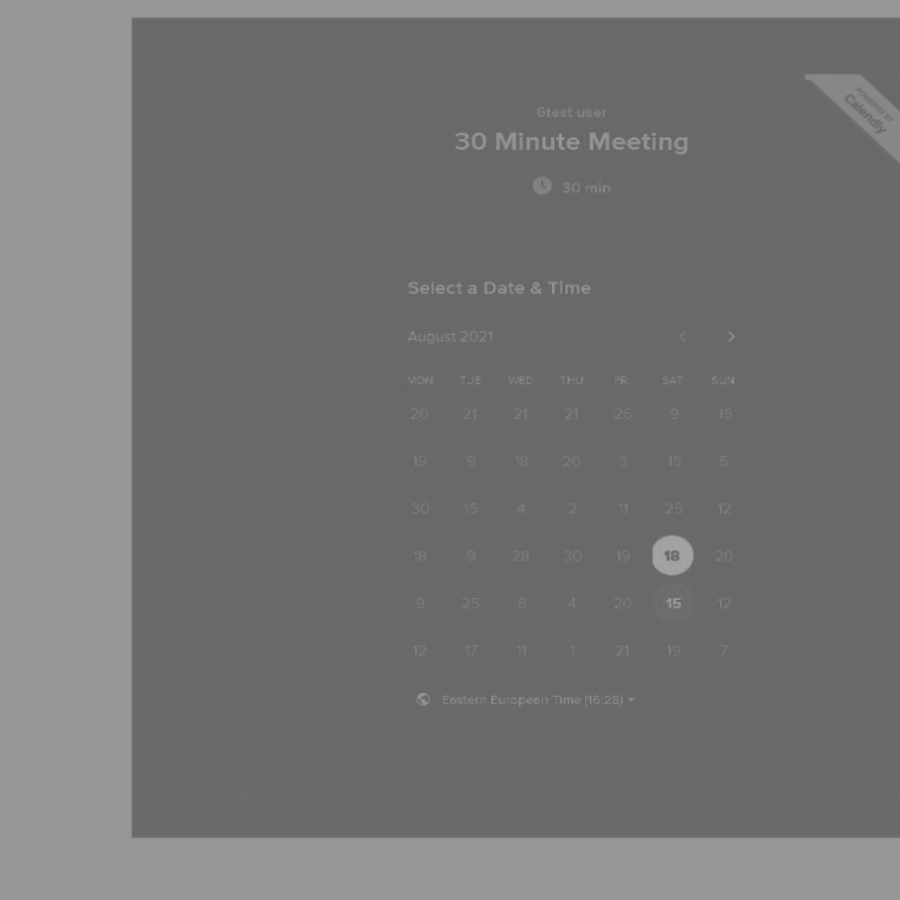 POWERED BY
Calendly
6test user
30 Minute Meeting
30 min
Select a Date & Time
August 2021
MON TUE WED THU FRI SAT SUN
20 21 21 21 26 9 15
19 9 18 20 3 15 5
30 15 4 2 11 25 12
18 9 28 30 19 18 20
9 25 8 4 20 15 12
12 17 11 1 21 19 7
Eastern European Time (16:28)